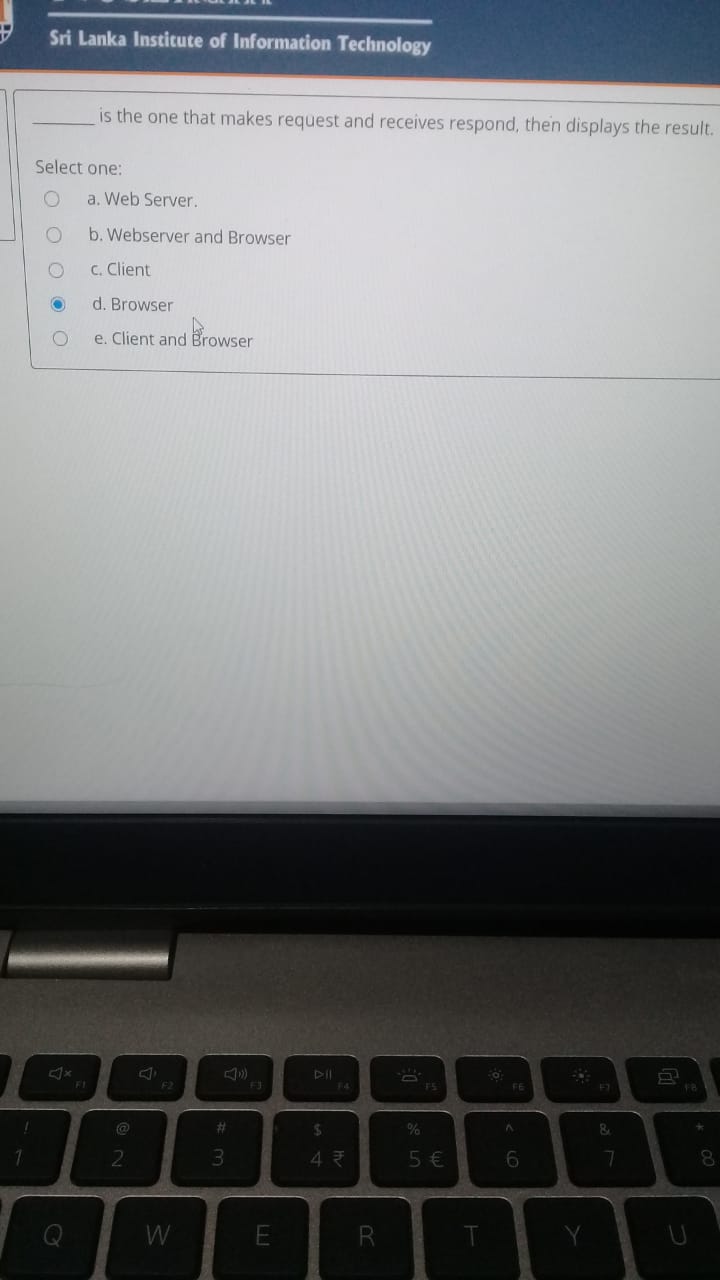 Sri Lanka Institute of Information Technology
______ is the one that makes request and receives respond, then displays the result.
Select one:
a. Web Server.
b. Webserver and Browser
c. Client
d. Browser
e. Client and Browser
F1 F2 F3 F4 F5 F6 F7 F8
! @ # $ % ^ & *
1 2 3 4 ₹ 5 € 6 7 8
Q W E R T Y U